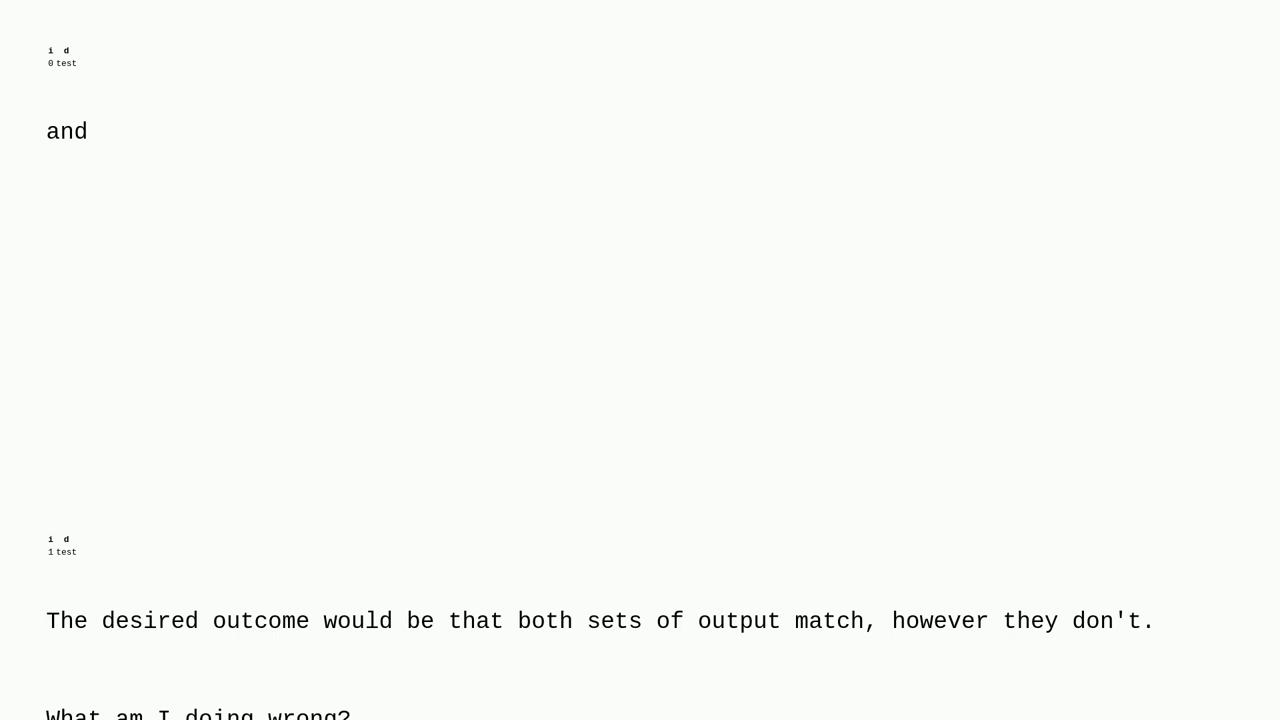 i d
0 test
and
i d
1 test
The desired outcome would be that both sets of output match, however they don't.
What am I doing wrong?